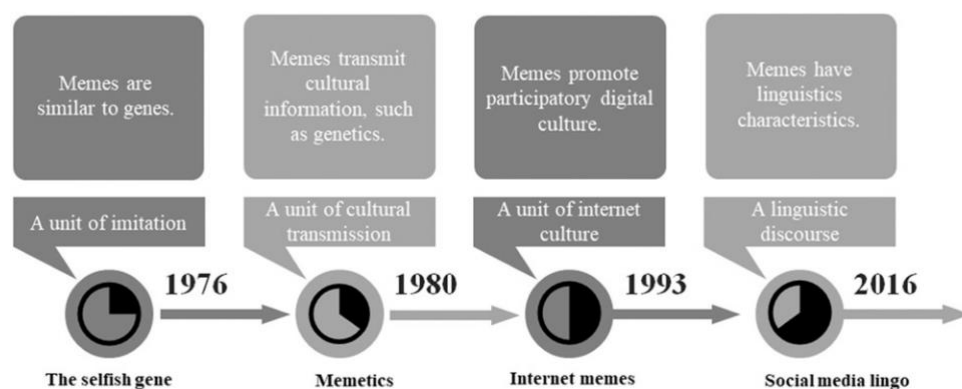 Memes are
similar to genes.
Memes transmit
cultural
information, such
as genetics.
Memes promote
participatory digital
culture.
Memes have
linguistics
characteristics.
A unit of imitation
A unit of cultural
transmission
A unit of internet
culture
A linguistic
discourse
1976
1980
1993
2016
The selfish gene
Memetics
Internet memes
Social media lingo